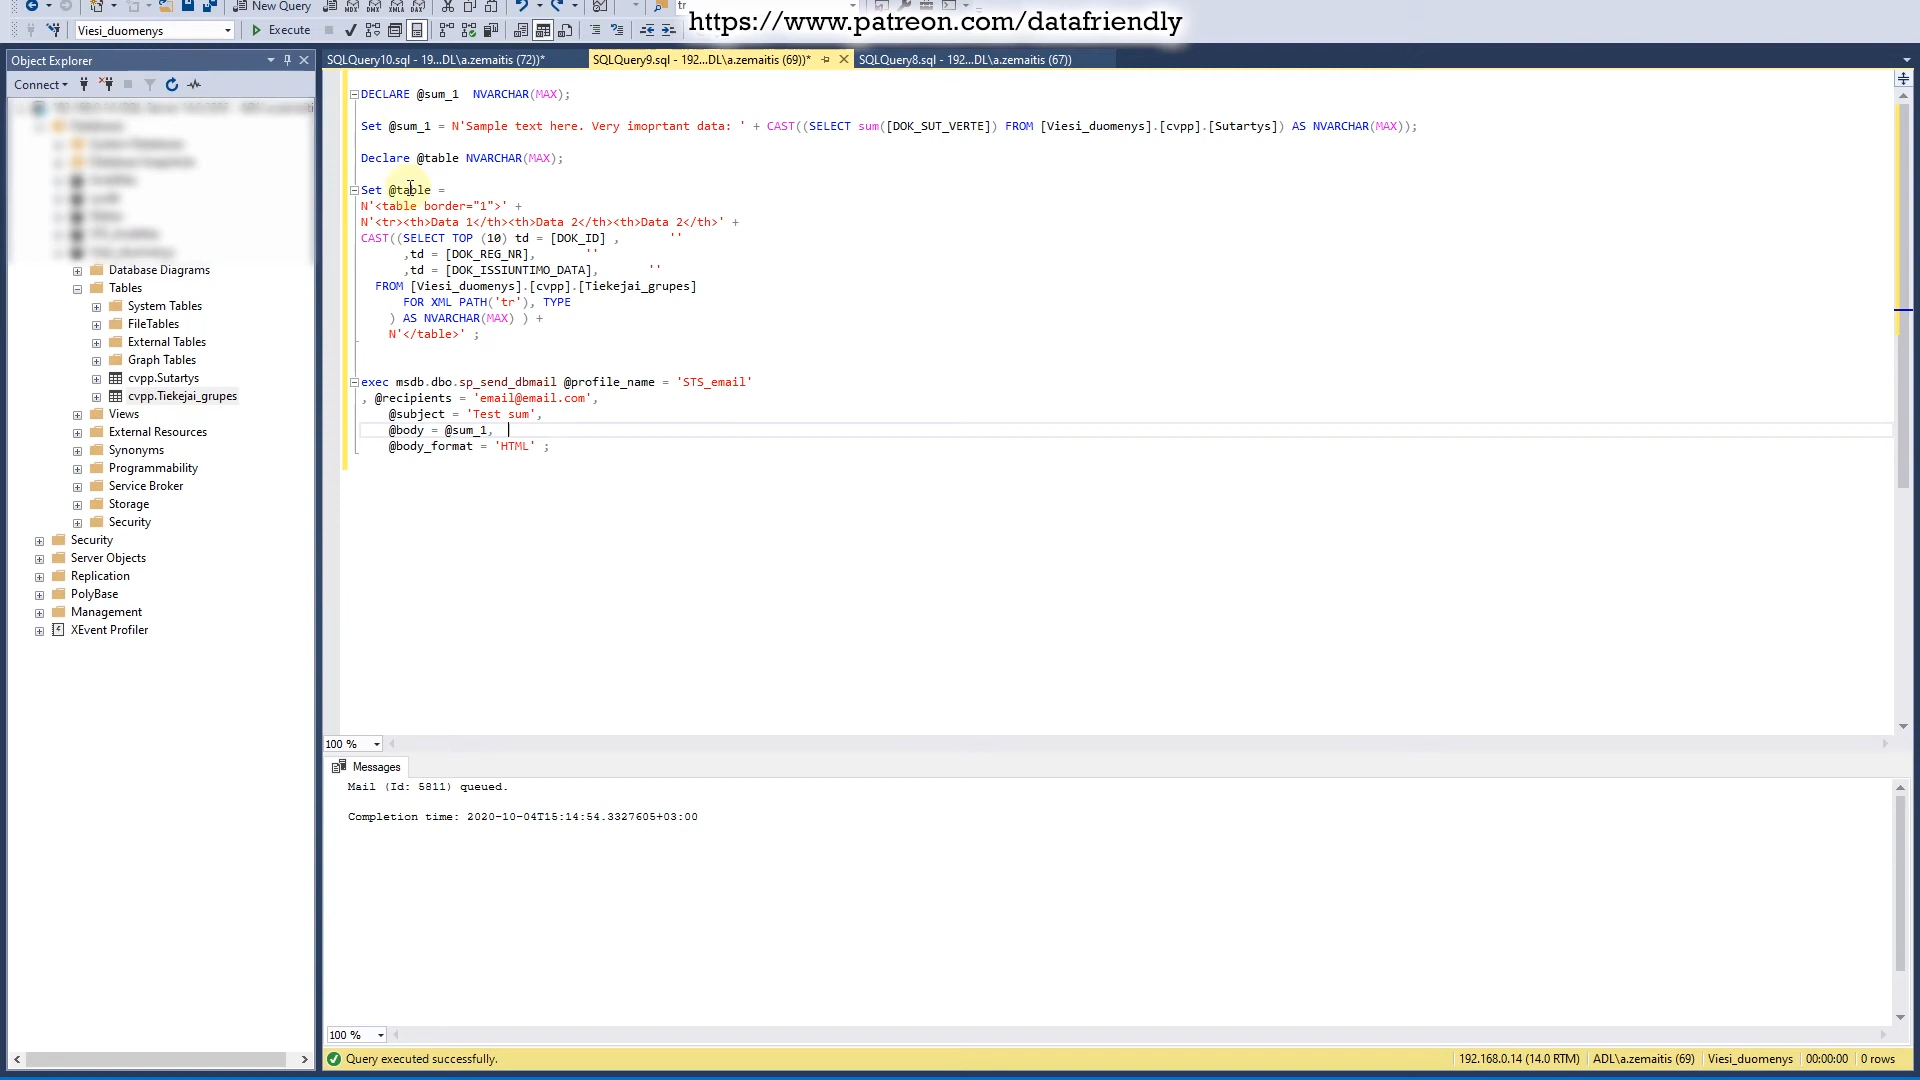 https://www.patreon.com/datafriendly
New Query
tr
Viesi_duomenys
Execute
Object Explorer
Connect
Database Diagrams
Tables
System Tables
FileTables
External Tables
Graph Tables
cvpp.Sutartys
cvpp.Tiekejai_grupes
Views
External Resources
Synonyms
Programmability
Service Broker
Storage
Security
Security
Server Objects
Replication
PolyBase
Management
XEvent Profiler
SQLQuery10.sql - 19...DL\a.zemaitis (72))*
SQLQuery9.sql - 192...DL\a.zemaitis (69))*
SQLQuery8.sql - 192...DL\a.zemaitis (67))
DECLARE @sum_1  NVARCHAR(MAX);
Set @sum_1 = N'Sample text here. Very imoprtant data: ' + CAST((SELECT sum([DOK_SUT_VERTE]) FROM [Viesi_duomenys].[cvpp].[Sutartys]) AS NVARCHAR(MAX));
Declare @table NVARCHAR(MAX);
Set @table =
N'<table border="1">' +
N'<tr><th>Data 1</th><th>Data 2</th><th>Data 2</th>' +
CAST((SELECT TOP (10) td = [DOK_ID] ,       ''
,td = [DOK_REG_NR],       ''
,td = [DOK_ISSIUNTIMO_DATA],       ''
FROM [Viesi_duomenys].[cvpp].[Tiekejai_grupes]
FOR XML PATH('tr'), TYPE
) AS NVARCHAR(MAX) ) +
N'</table>' ;
exec msdb.dbo.sp_send_dbmail @profile_name = 'STS_email'
, @recipients = 'email@email.com',
@subject = 'Test sum',
@body = @sum_1,
@body_format = 'HTML' ;
100 %
Messages
Mail (Id: 5811) queued.
Completion time: 2020-10-04T15:14:54.3327605+03:00
100 %
Query executed successfully.
192.168.0.14 (14.0 RTM)
ADL\a.zemaitis (69)
Viesi_duomenys
00:00:00
0 rows